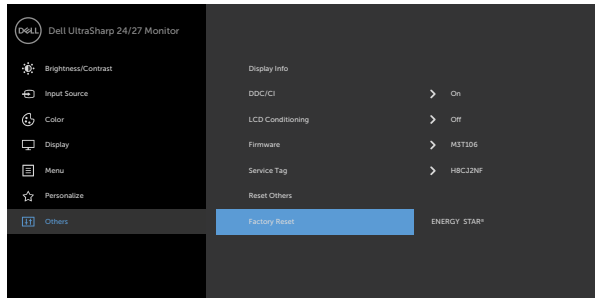 DELL Dell UltraSharp 24/27 Monitor
Brightness/Contrast Display Info
Input Source DDC/CI On
Color LCD Conditioning Off
Display Firmware M3T106
Menu Service Tag H8CJ2NF
Personalize Reset Others
Others Factory Reset ENERGY STAR®